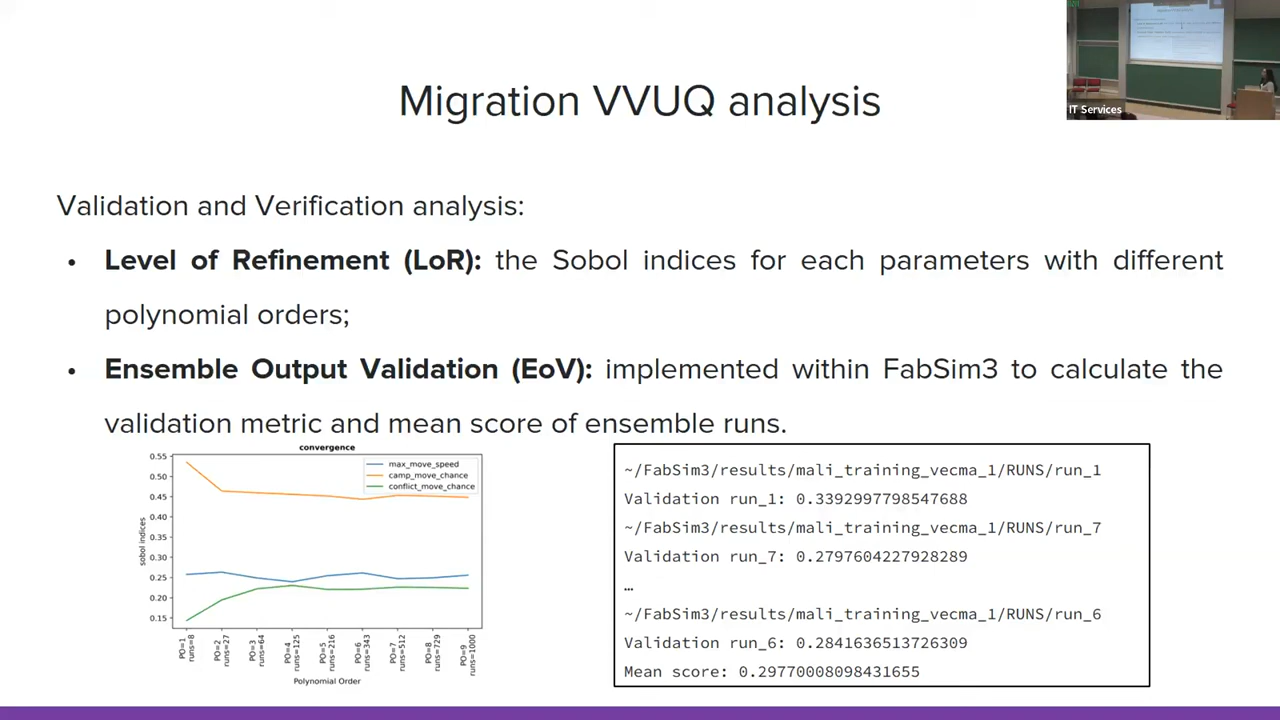 IT Services
Migration VVUQ analysis
Validation and Verification analysis:
• Level of Refinement (LoR): the Sobol indices for each parameters with different
polynomial orders;
• Ensemble Output Validation (EoV): implemented within FabSim3 to calculate the
validation metric and mean score of ensemble runs.
convergence
max_move_speed
camp_move_chance
conflict_move_chance
sobol indices
0.55
0.50
0.45
0.40
0.35
0.30
0.25
0.20
0.15
PO=1
runs=8
PO=2
runs=27
PO=3
runs=64
PO=4
runs=125
PO=5
runs=216
PO=6
runs=343
PO=7
runs=512
PO=8
runs=729
PO=9
runs=1000
Polynomial Order
~/FabSim3/results/mali_training_vecma_1/RUNS/run_1
Validation run_1: 0.3392997798547688
~/FabSim3/results/mali_training_vecma_1/RUNS/run_7
Validation run_7: 0.2797604227928289
…
~/FabSim3/results/mali_training_vecma_1/RUNS/run_6
Validation run_6: 0.2841636513726309
Mean score: 0.29770008098431655